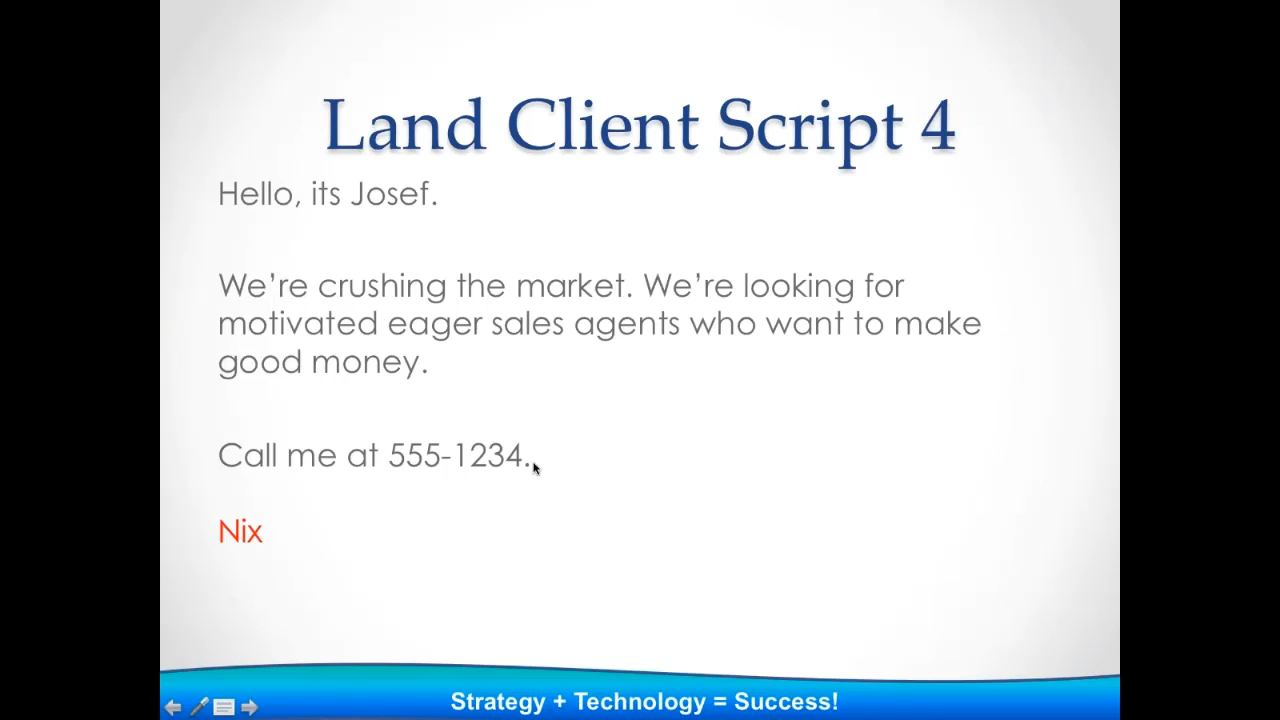 Land Client Script 4
Hello, its Josef.
We’re crushing the market. We’re looking for
motivated eager sales agents who want to make
good money.
Call me at 555-1234.
Nix
Strategy + Technology = Success!